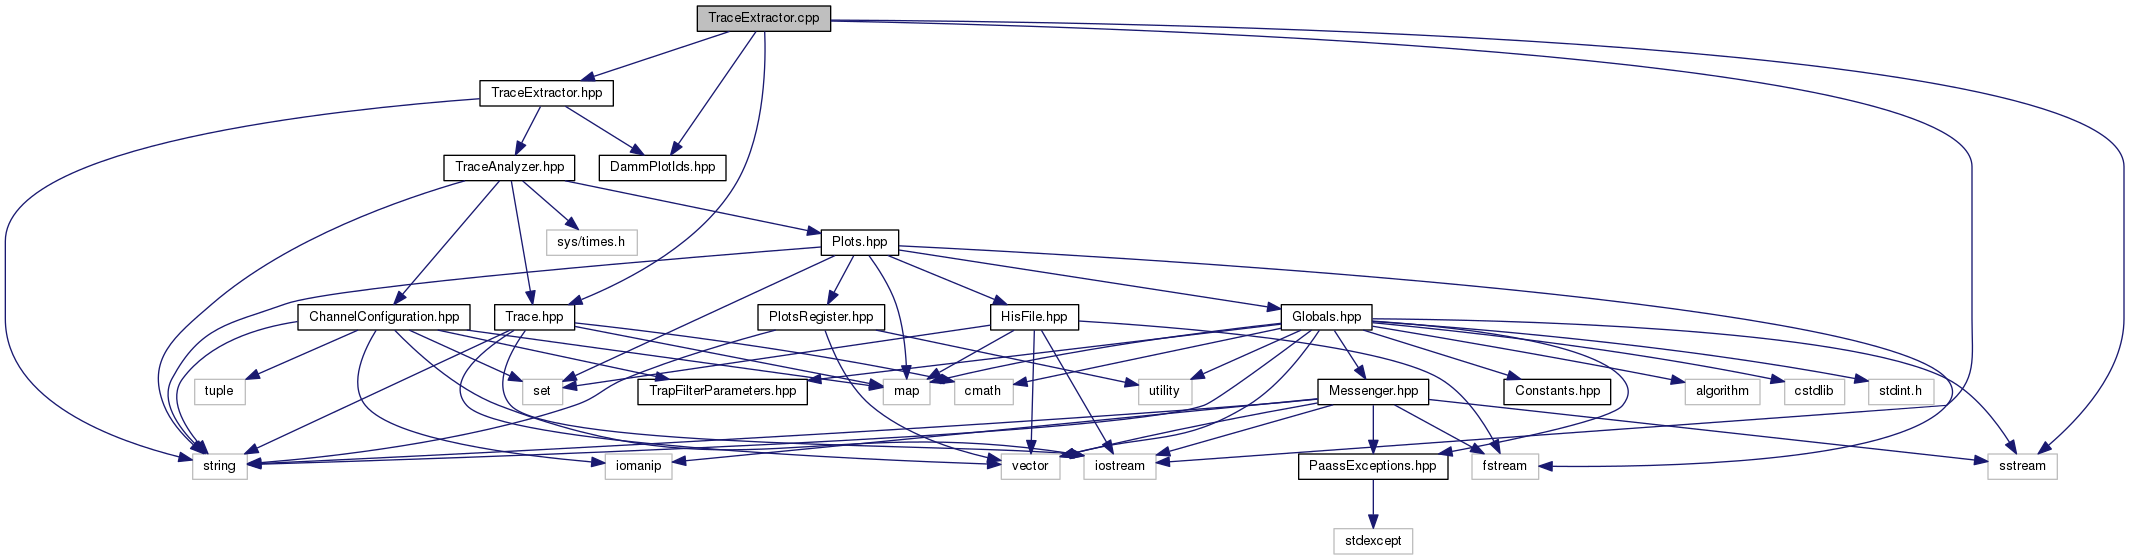 TraceExtractor.cpp
TraceExtractor.hpp
TraceAnalyzer.hpp
DammPlotIds.hpp
sys/times.h
Plots.hpp
ChannelConfiguration.hpp
Trace.hpp
PlotsRegister.hpp
HisFile.hpp
Globals.hpp
tuple
set
TrapFilterParameters.hpp
map
cmath
utility
Messenger.hpp
Constants.hpp
algorithm
cstdlib
stdint.h
string
iomanip
vector
iostream
PaassExceptions.hpp
fstream
sstream
stdexcept